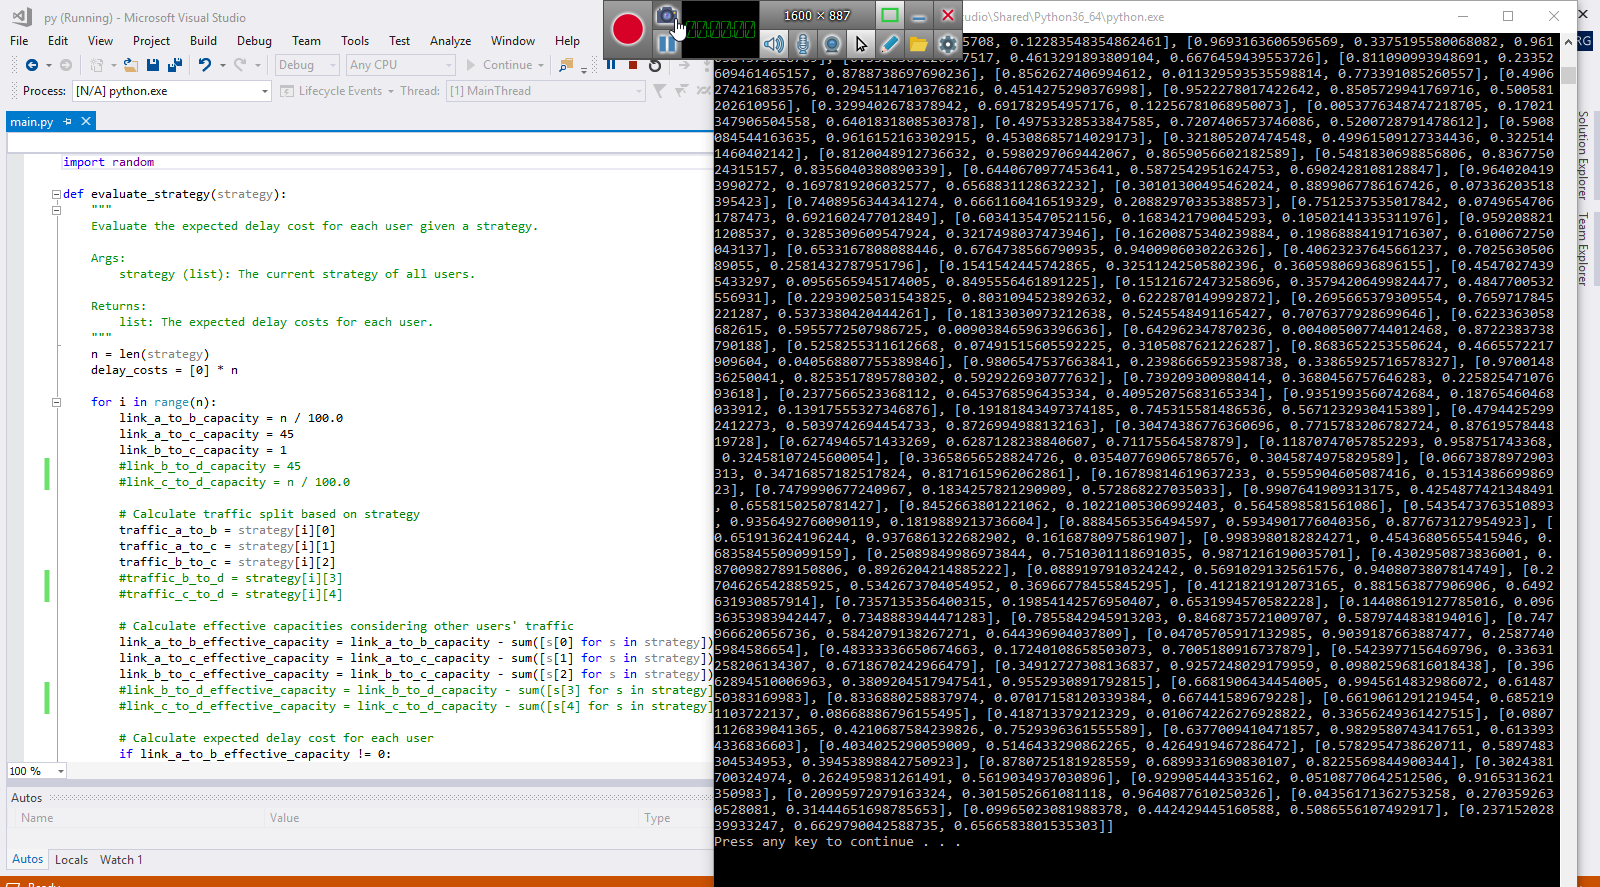 py (Running) - Microsoft Visual Studio
1600 × 887
tudio\Shared\Python36_64\python.exe
File Edit View Project Build Debug Team Tools Test Analyze Window Help
RG
Debug Any CPU Continue
Process: [N/A] python.exe Lifecycle Events Thread: [1] MainThread
main.py
import random
def evaluate_strategy(strategy):
"""
Evaluate the expected delay cost for each user given a strategy.
Args:
strategy (list): The current strategy of all users.
Returns:
list: The expected delay costs for each user.
"""
n = len(strategy)
delay_costs = [0] * n
for i in range(n):
link_a_to_b_capacity = n / 100.0
link_a_to_c_capacity = 45
link_b_to_c_capacity = 1
#link_b_to_d_capacity = 45
#link_c_to_d_capacity = n / 100.0
# Calculate traffic split based on strategy
traffic_a_to_b = strategy[i][0]
traffic_a_to_c = strategy[i][1]
traffic_b_to_c = strategy[i][2]
#traffic_b_to_d = strategy[i][3]
#traffic_c_to_d = strategy[i][4]
# Calculate effective capacities considering other users' traffic
link_a_to_b_effective_capacity = link_a_to_b_capacity - sum([s[0] for s in strategy])
link_a_to_c_effective_capacity = link_a_to_c_capacity - sum([s[1] for s in strategy])
link_b_to_c_effective_capacity = link_b_to_c_capacity - sum([s[2] for s in strategy])
#link_b_to_d_effective_capacity = link_b_to_d_capacity - sum([s[3] for s in strategy]
#link_c_to_d_effective_capacity = link_c_to_d_capacity - sum([s[4] for s in strategy]
# Calculate expected delay cost for each user
if link_a_to_b_effective_capacity != 0:
100 %
Autos
Name Value Type
Autos Locals Watch 1
Ready
5708, 0.12283548354862461], [0.9693163606596569, 0.3375195580068082, 0.961
0.4613291893809104, 0.6676459439553726], [0.811090993948691, 0.23352
609461465157, 0.8788738697690236], [0.8562627406994612, 0.011329593535598814, 0.773391085260557], [0.4906
274216833576, 0.29451147103768216, 0.4514275290376998], [0.9522278017422642, 0.8505729941769716, 0.500581
202610956], [0.3299402678378942, 0.691782954957176, 0.12256781068950073], [0.0053776348747218705, 0.17021
347906504558, 0.6401831808530378], [0.49753328533847585, 0.7207406573746086, 0.5200728791478612], [0.5908
084544163635, 0.9616152163302915, 0.45308685714029173], [0.321805207474548, 0.49961509127334436, 0.322514
1460402142], [0.8120048912736632, 0.5980297069442067, 0.8659056602182589], [0.5481830698856806, 0.836775
024315157, 0.8356040380890339], [0.6440670977453641, 0.5872542951624753, 0.6902428108128847], [0.964020419
3990272, 0.1697819206032577, 0.6568831128632232], [0.30101300495462024, 0.8899067786167426, 0.07336203518
395423], [0.7408956344341274, 0.6661160416519329, 0.20882970335388573], [0.7512537535017842, 0.0749654706
1787473, 0.6921602477012849], [0.6034135470521156, 0.1683421790045293, 0.10502141335311976], [0.959208821
1208537, 0.3285309609547924, 0.3217498037473946], [0.16200875340239884, 0.19868884191716307, 0.6100672750
043137], [0.6533167808088446, 0.6764738566790935, 0.9400906030226326], [0.40623237645661237, 0.7025630506
89055, 0.2581432787951796], [0.1541542445742865, 0.32511242505802396, 0.36059806936896155], [0.4547027439
5433297, 0.0956565945174005, 0.8495556461891225], [0.15121672473258696, 0.35794206499824477, 0.4847700532
556931], [0.22939025031543825, 0.8031094523892632, 0.6222870149992872], [0.2695665379309554, 0.7659717845
221287, 0.5373380420444261], [0.18133030973212638, 0.5245548491165427, 0.7076377928699646], [0.6223363058
682615, 0.5955772507986725, 0.009038465963396636], [0.642962347870236, 0.004005007744012468, 0.8722383738
790188], [0.5258255311612668, 0.07491515605592225, 0.3105087621226287], [0.8683652253550624, 0.4665572217
909604, 0.040568807755389846], [0.9806547537663841, 0.23986665923598738, 0.33865925716578327], [0.9700148
36250041, 0.8253517895780302, 0.5929226930777632], [0.739209300980414, 0.3680456757646283, 0.225825471076
93618], [0.2377566523368112, 0.6453768596435334, 0.40952075683165334], [0.9351993560742684, 0.18765460468
033912, 0.13917555327346876], [0.19181843497374185, 0.745315581486536, 0.5671232930415389], [0.4794425299
2412273, 0.5039742694454733, 0.8726994988132163], [0.30474386776360696, 0.7715783206782724, 0.87619578448
19728], [0.6274946571433269, 0.6287128238840607, 0.71175564587879], [0.11870747057852293, 0.958751743368,
0.32458107245600054], [0.33658656528824726, 0.035407769065786576, 0.3045874975829589], [0.06673878972903
313, 0.34716857182517824, 0.8171615962062861], [0.16789814619637233, 0.5595904605087416, 0.15314386699869
23], [0.7479990677240967, 0.1834257821290909, 0.572868227035033], [0.9907641909313175, 0.4254877421348491
, 0.6558150250781427], [0.8452663801221062, 0.10221005306992403, 0.5645898581561086], [0.5435473763510893
, 0.9356492760090119, 0.1819889213736604], [0.8884565356494597, 0.5934901776040356, 0.877673127954923], [
0.651913624196244, 0.9376861322682902, 0.16168780975861907], [0.9983980182824271, 0.45436805655415946, 0.
6835845509099159], [0.25089849986973844, 0.7510301118691035, 0.9871216190035701], [0.4302950873836001, 0.
8700982789150806, 0.8926204214885222], [0.0889197910324242, 0.5691029132561576, 0.9408073807814749], [0.2
704626542885925, 0.5342673704054952, 0.36966778455845295], [0.4121821912073165, 0.881563877906906, 0.6492
631930857914], [0.7357135356400315, 0.19854142576950407, 0.6531994570582228], [0.14408619127785016, 0.096
36353983942447, 0.7348883944471283], [0.7855842945913203, 0.8468735721009707, 0.5879744838194016], [0.747
966620656736, 0.5842079138267271, 0.644396904037809], [0.04705705917132985, 0.9039187663887477, 0.2587740
5984586654], [0.48333336650674663, 0.17240108658503073, 0.7005180916737879], [0.5423977156469796, 0.33631
258206134307, 0.6718670242966479], [0.34912727308136837, 0.9257248029179959, 0.09802596816018438], [0.396
62894510006963, 0.3809204517947541, 0.9552930891792815], [0.6681906434454005, 0.9945614832986072, 0.61487
50383169983], [0.8336880258837974, 0.07017158120339384, 0.667441589679228], [0.6619061291219454, 0.685219
1103722137, 0.08668886796155495], [0.418713379212329, 0.010674226276928822, 0.33656249361427515], [0.0807
11268390413​65, 0.4210687584239826, 0.7529396361555589], [0.6377009410471857, 0.9829580743417651, 0.613393
4336836603], [0.4034025290059009, 0.5146433290862265, 0.4264919467286472], [0.5782954738620711, 0.5897483
304534953, 0.39453898842750923], [0.8780725181928559, 0.6899331690830107, 0.8225569844900344], [0.3024381
700324974, 0.2624959831261491, 0.5619034937030896], [0.929905444335162, 0.05108770642512506, 0.9165313621
350983], [0.20995972979163324, 0.3015052661081118, 0.9640877610250326], [0.04356171362753258, 0.270359263
0528081, 0.31444651698785653], [0.09965023081988378, 0.442429445160588, 0.5086556107492917], [0.237152028
39933247, 0.6629790042588735, 0.6566583801535303]]
Press any key to continue . . .
Solution Explorer
Team Explorer